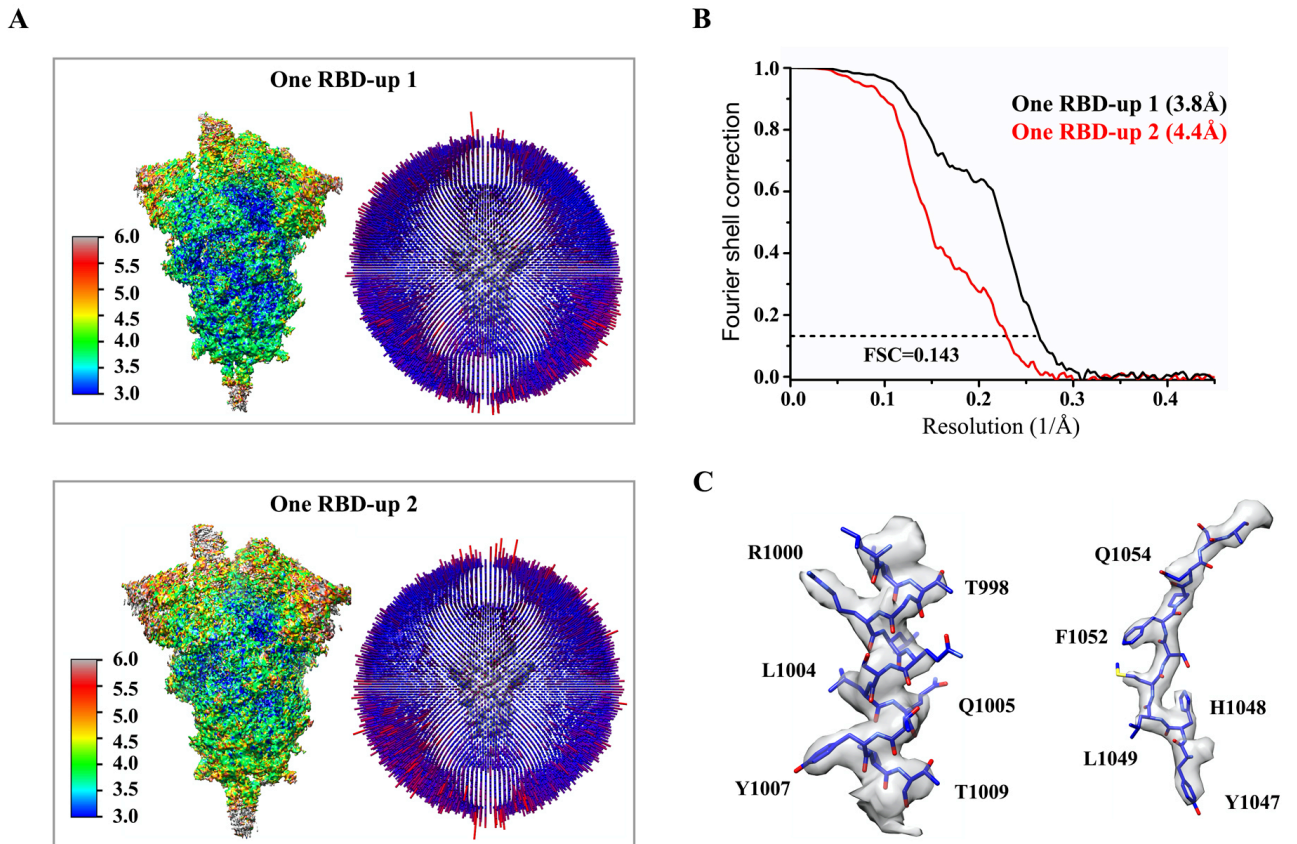 A
One RBD-up 1
6.0
5.5
5.0
4.5
4.0
3.5
3.0
One RBD-up 2
6.0
5.5
5.0
4.5
4.0
3.5
3.0
B
Fourier shell correction
1.0
0.8
0.6
0.4
0.2
0.0
One RBD-up 1 (3.8Å)
One RBD-up 2 (4.4Å)
FSC=0.143
0.0 0.1 0.2 0.3 0.4
Resolution (1/Å)
C
R1000
T998
L1004
Q1005
Y1007
T1009
Q1054
F1052
H1048
L1049
Y1047